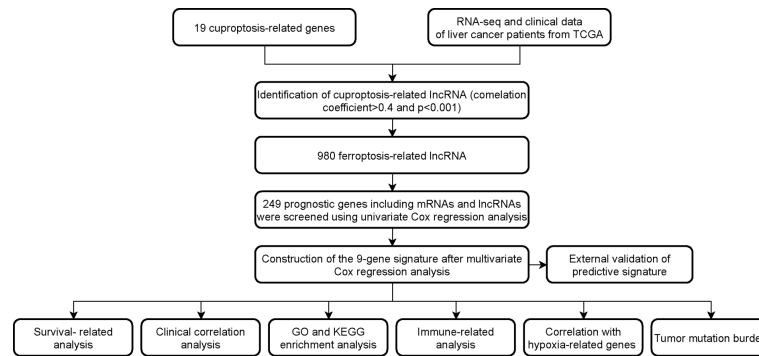 19 cuproptosis-related genes
RNA-seq and clinical data
of liver cancer patients from TCGA
Identification of cuproptosis-related lncRNA (comelation
coefficient>0.4 and p<0.001)
980 ferroptosis-related lncRNA
249 prognostic genes including mRNAs and lncRNAs
were screened using univariate Cox regression analysis
Construction of the 9-gene signature after multivariate
Cox regression analysis
External validation of
predictive signature
Survival- related
analysis
Clinical correlation
analysis
GO and KEGG
enrichment analysis
Immune-related
analysis
Correlation with
hypoxia-related genes
Tumor mutation burde